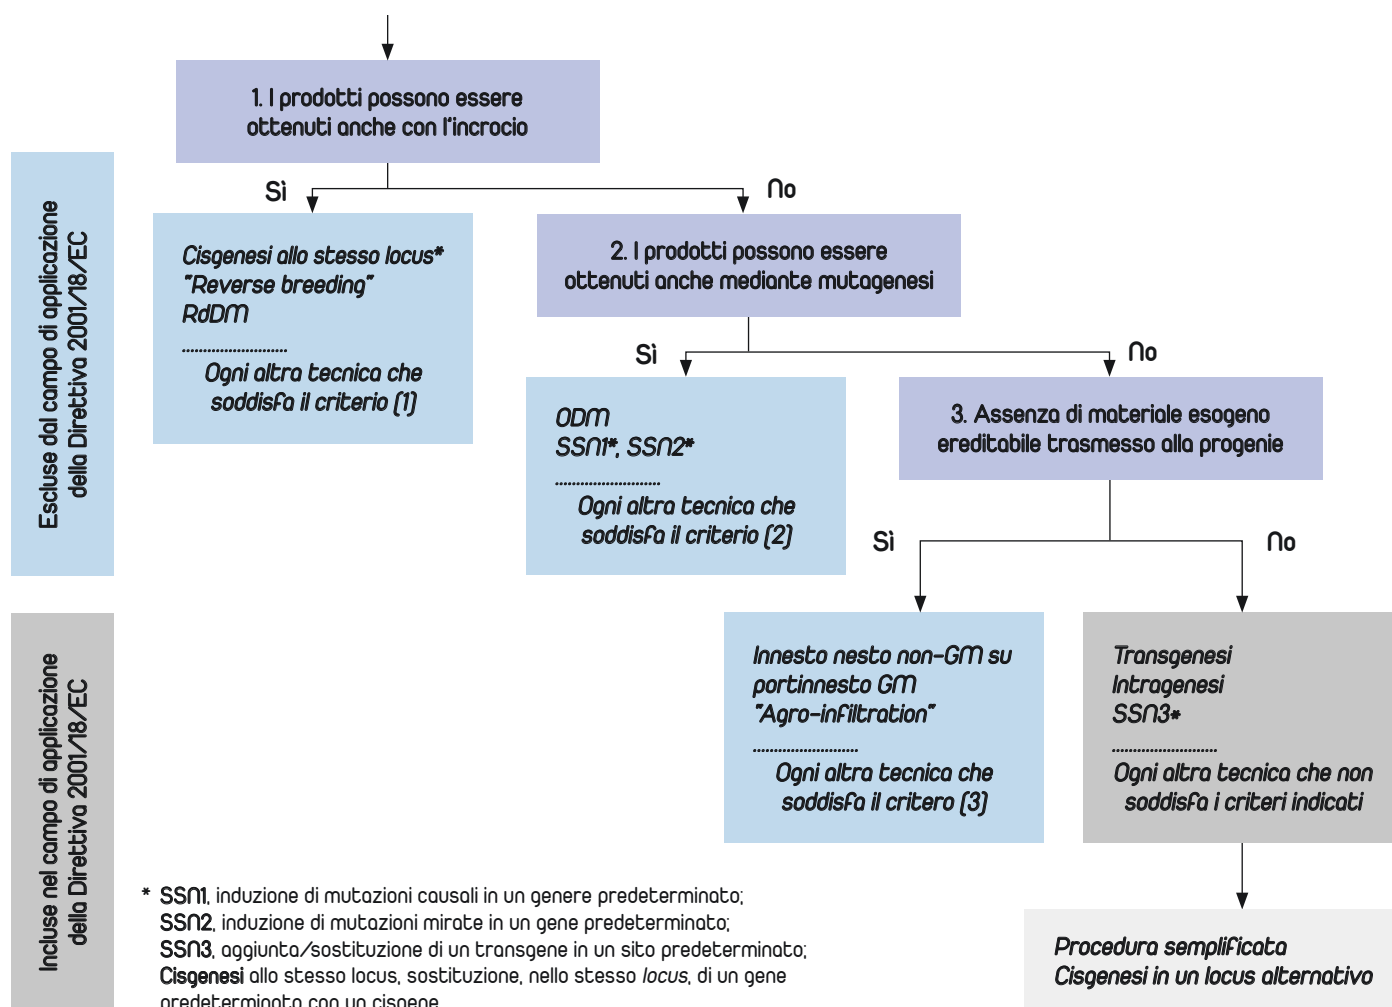 1. I prodotti possono essere
ottenuti anche con l'incrocio
Sì
No
Escluse dal campo di applicazione
della Direttiva 2001/18/EC
Cisgenesi allo stesso locus*
"Reverse breeding"
RdDM
..........................
Ogni altra tecnica che
soddisfa il criterio (1)
2. I prodotti possono essere
ottenuti anche mediante mutagenesi
Sì
No
ODM
SSN1*, SSN2*
..........................
Ogni altra tecnica che
soddisfa il criterio (2)
3. Assenza di materiale esogeno
ereditabile trasmesso alla progenie
Sì
No
Incluse nel campo di applicazione
della Direttiva 2001/18/EC
Innesto nesto non-GM su
portinnesto GM
"Agro-infiltration"
..........................
Ogni altra tecnica che
soddisfa il critero (3)
Transgenesi
Intragenesi
SSN3*
..........................
Ogni altra tecnica che non
soddisfa i criteri indicati
Procedura semplificata
Cisgenesi in un locus alternativo
* SSN1, induzione di mutazioni causali in un genere predeterminato;
SSN2, induzione di mutazioni mirate in un gene predeterminato;
SSN3, aggiunta/sostituzione di un transgene in un sito predeterminato;
Cisgenesi allo stesso locus, sostituzione, nello stesso locus, di un gene
predeterminato con un cisgene